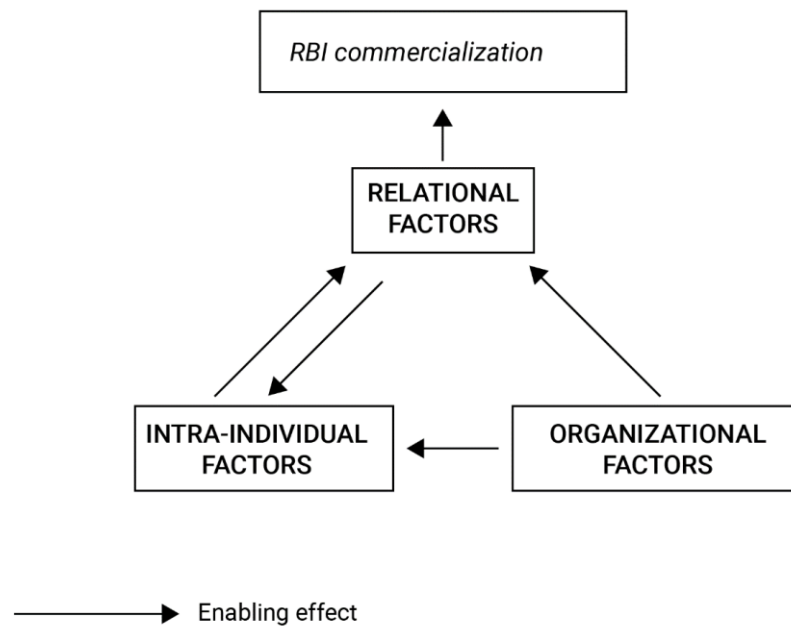 RBI commercialization
RELATIONAL
FACTORS
INTRA-INDIVIDUAL
FACTORS
ORGANIZATIONAL
FACTORS
Enabling effect